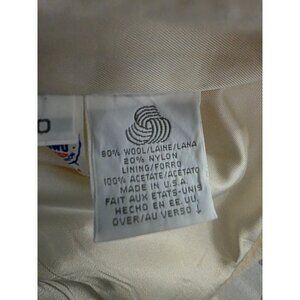 80% WOOL/LAINE/LANA
20% NYLON
LINING/FORRO
100% ACETATE/ACETATO
MADE IN U.S.A.
FAIT AUX ETATS-UNIS
HECHO EN EE.UU.
OVER/AU VERSO ↓